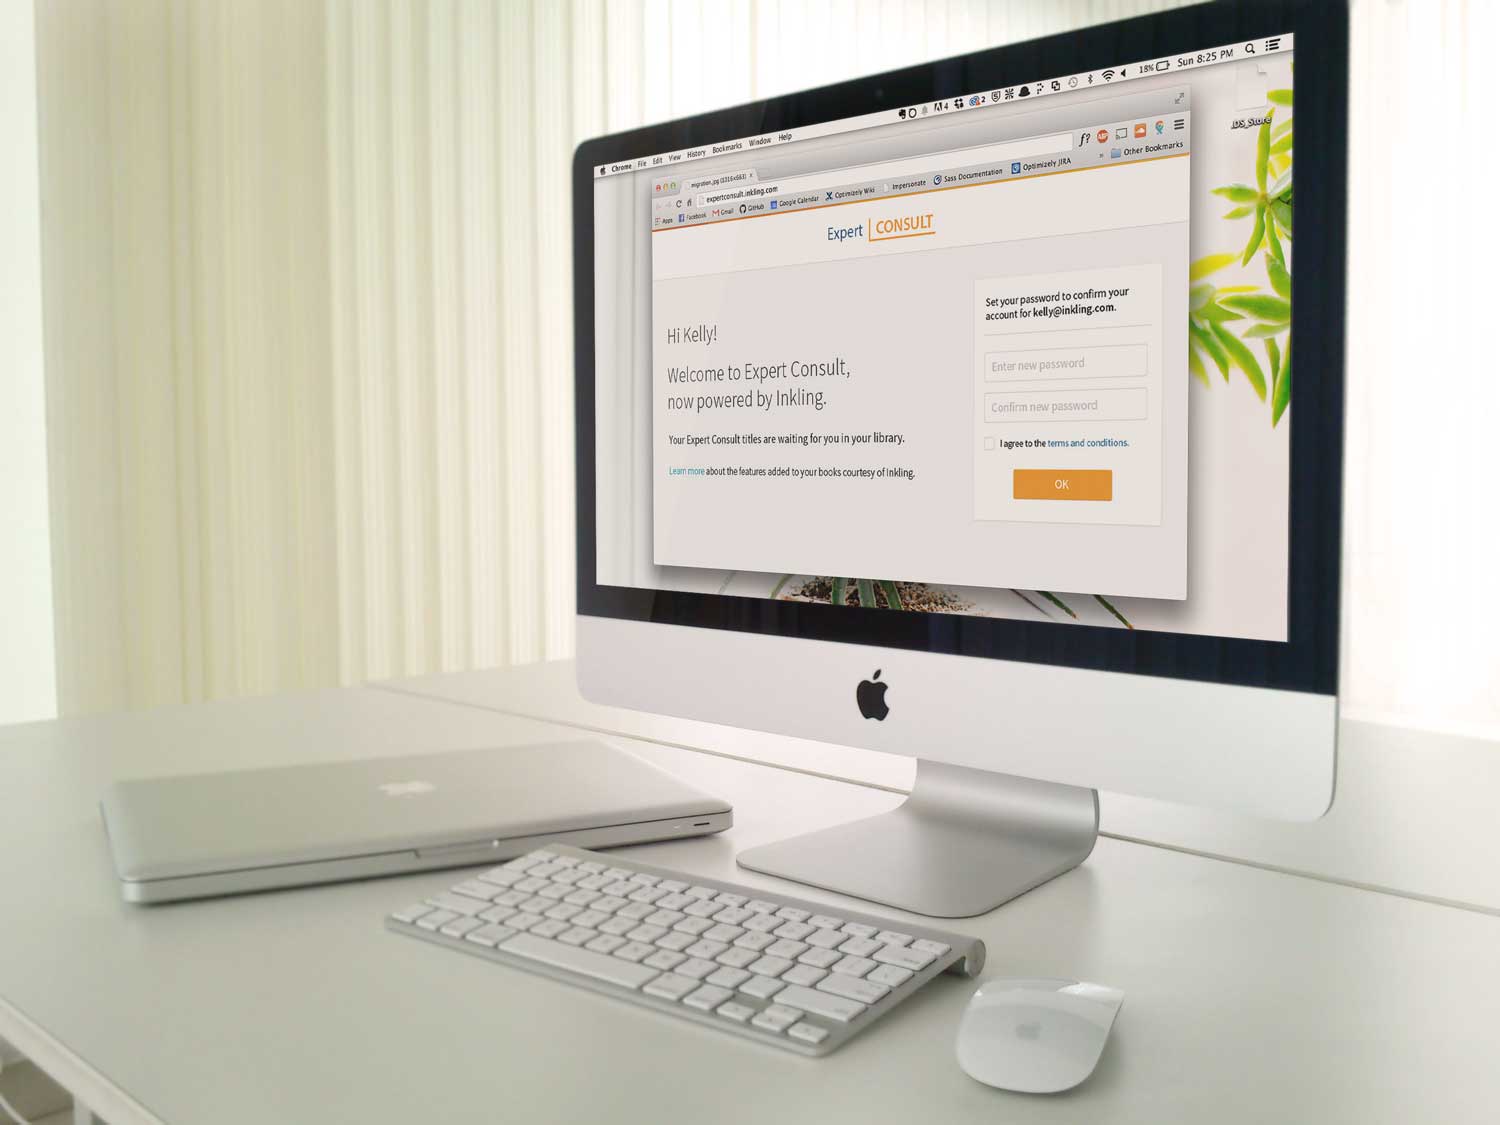 Chrome File Edit View History Bookmarks Window Help
4 2 18% Sun 8:25 PM
.DS_Store
migration.jpg (1316x663) x
expertconsult.inkling.com
f? ABP
Apps Facebook Gmail GitHub Google Calendar Optimizely Wiki Impersonate Sass Documentation Optimizely JIRA » Other Bookmarks
Expert CONSULT
Hi Kelly!
Welcome to Expert Consult,
now powered by Inkling.
Your Expert Consult titles are waiting for you in your library.
Learn more about the features added to your books courtesy of Inkling.
Set your password to confirm your
account for kelly@inkling.com.
Enter new password
Confirm new password
I agree to the terms and conditions.
OK